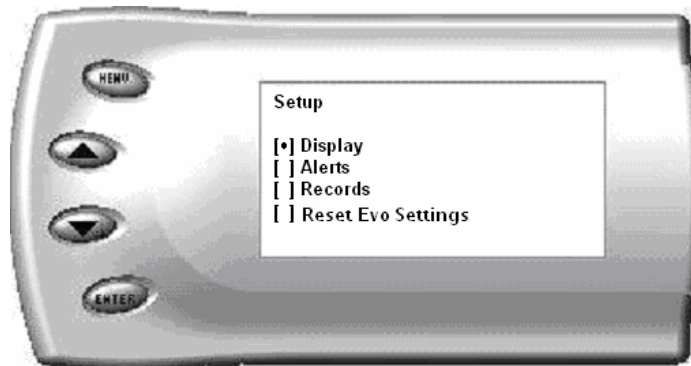 MENU
Setup
[•] Display
[ ] Alerts
[ ] Records
[ ] Reset Evo Settings
ENTER